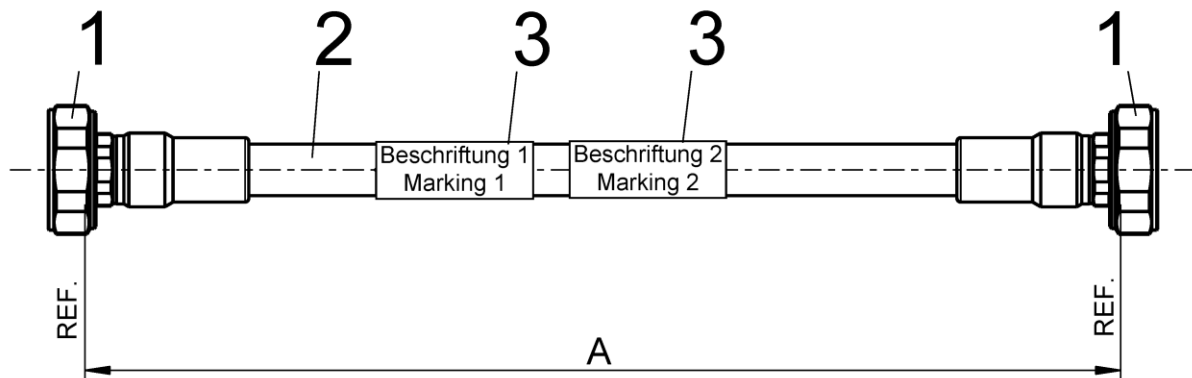 1 2 3 3 1
Beschriftung 1 Beschriftung 2
Marking 1 Marking 2
REF. REF.
A